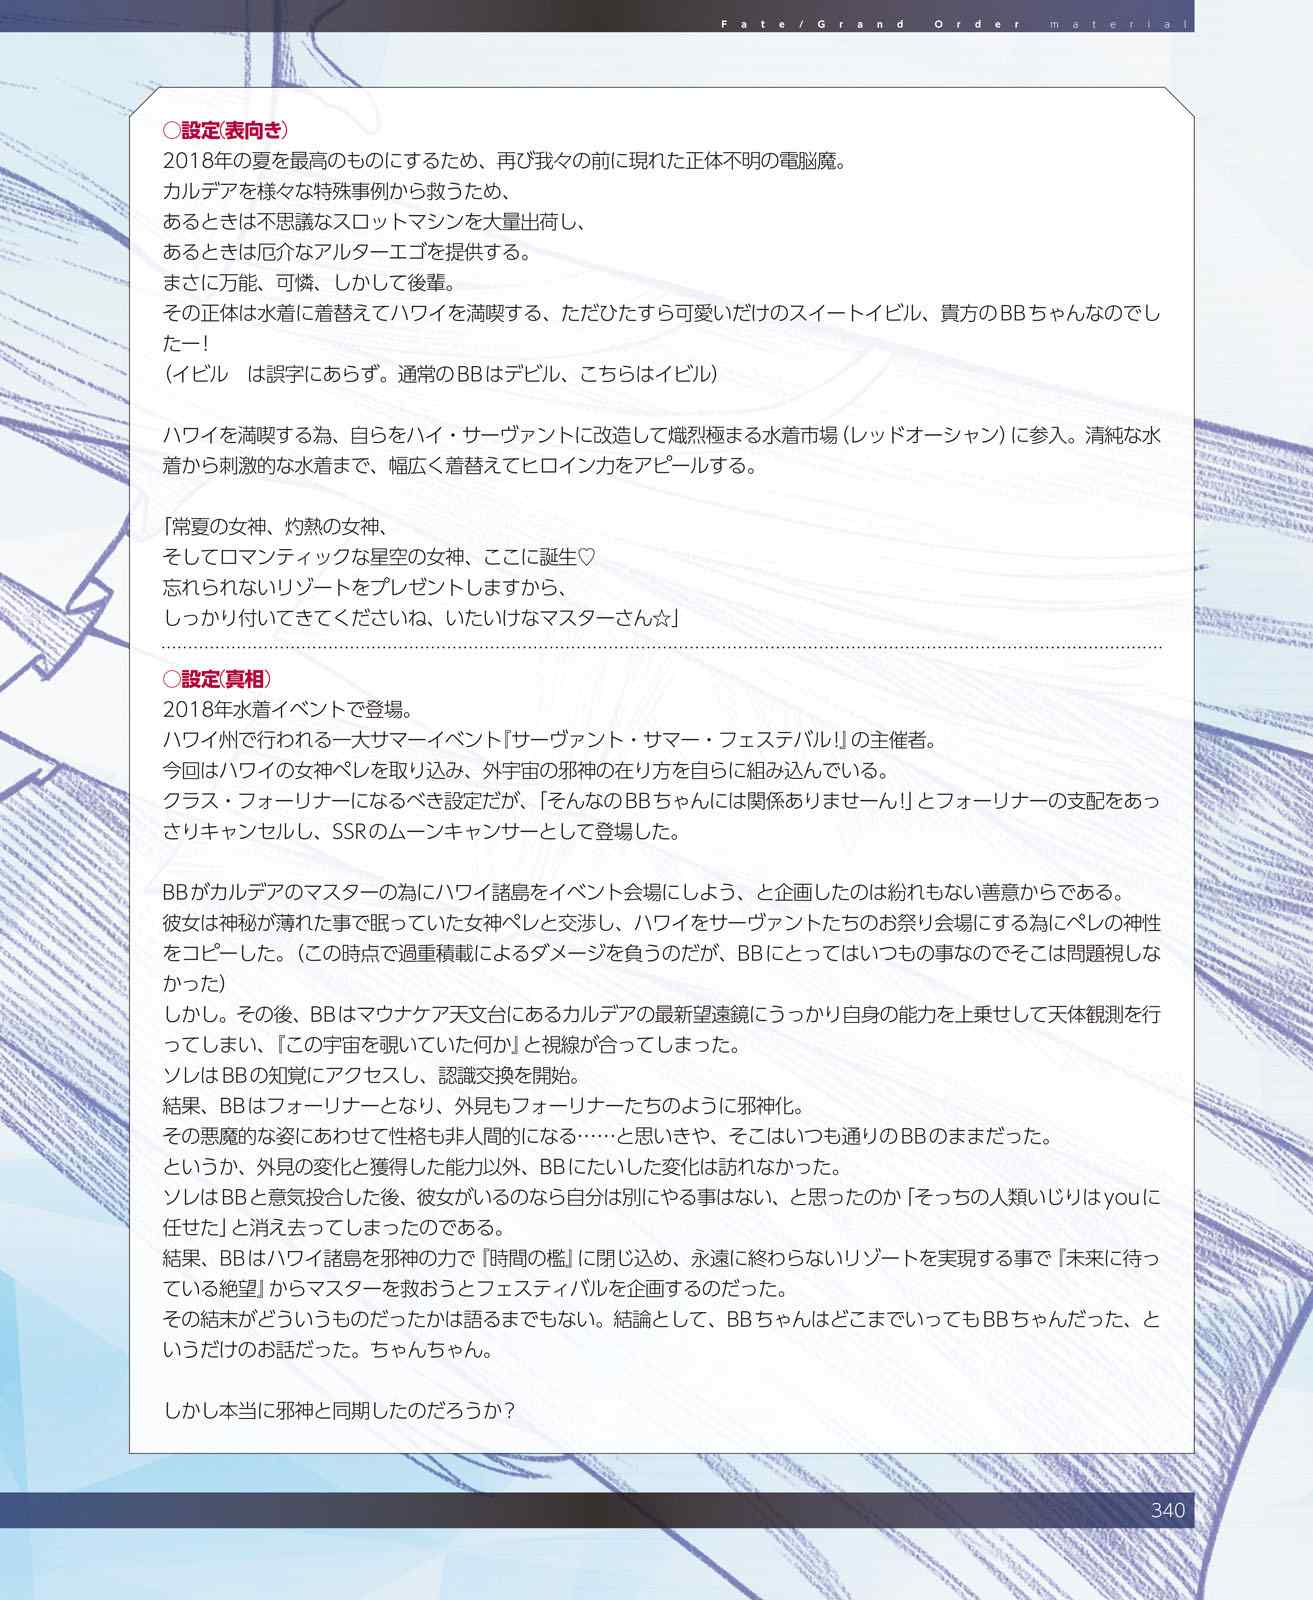 Fate/Grand Order material
○設定(表向き)
2018年の夏を最高のものにするため、再び我々の前に現れた正体不明の電脳魔。
カルデアを様々な特殊事例から救うため、
あるときは不思議なスロットマシンを大量出荷し、
あるときは厄介なアルターエゴを提供する。
まさに万能、可憐、しかして後輩。
その正体は水着に着替えてハワイを満喫する、ただひたすら可愛いだけのスイートイビル、貴方のBBちゃんなのでし
たー！
（イビル　は誤字にあらず。通常のBBはデビル、こちらはイビル）
ハワイを満喫する為、自らをハイ・サーヴァントに改造して熾烈極まる水着市場（レッドオーシャン）に参入。清純な水
着から刺激的な水着まで、幅広く着替えてヒロイン力をアピールする。
「常夏の女神、灼熱の女神、
そしてロマンティックな星空の女神、ここに誕生♡
忘れられないリゾートをプレゼントしますから、
しっかり付いてきてくださいね、いたいけなマスターさん☆」
○設定(真相)
2018年水着イベントで登場。
ハワイ州で行われる一大サマーイベント『サーヴァント・サマー・フェステバル！』の主催者。
今回はハワイの女神ペレを取り込み、外宇宙の邪神の在り方を自らに組み込んでいる。
クラス・フォーリナーになるべき設定だが、「そんなのBBちゃんには関係ありませーん！」とフォーリナーの支配をあっ
さりキャンセルし、SSRのムーンキャンサーとして登場した。
BBがカルデアのマスターの為にハワイ諸島をイベント会場にしよう、と企画したのは紛れもない善意からである。
彼女は神秘が薄れた事で眠っていた女神ペレと交渉し、ハワイをサーヴァントたちのお祭り会場にする為にペレの神性
をコピーした。（この時点で過重積載によるダメージを負うのだが、BBにとってはいつもの事なのでそこは問題視しな
かった）
しかし。その後、BBはマウナケア天文台にあるカルデアの最新望遠鏡にうっかり自身の能力を上乗せして天体観測を行
ってしまい、『この宇宙を覗いていた何か』と視線が合ってしまった。
ソレはBBの知覚にアクセスし、認識交換を開始。
結果、BBはフォーリナーとなり、外見もフォーリナーたちのように邪神化。
その悪魔的な姿にあわせて性格も非人間的になる……と思いきや、そこはいつも通りのBBのままだった。
というか、外見の変化と獲得した能力以外、BBにたいした変化は訪れなかった。
ソレはBBと意気投合した後、彼女がいるのなら自分は別にやる事はない、と思ったのか「そっちの人類いじりはyouに
任せた」と消え去ってしまったのである。
結果、BBはハワイ諸島を邪神の力で『時間の檻』に閉じ込め、永遠に終わらないリゾートを実現する事で『未来に待っ
ている絶望』からマスターを救おうとフェスティバルを企画するのだった。
その結末がどういうものだったかは語るまでもない。結論として、BBちゃんはどこまでいってもBBちゃんだった、と
いうだけのお話だった。ちゃんちゃん。
しかし本当に邪神と同期したのだろうか？
340